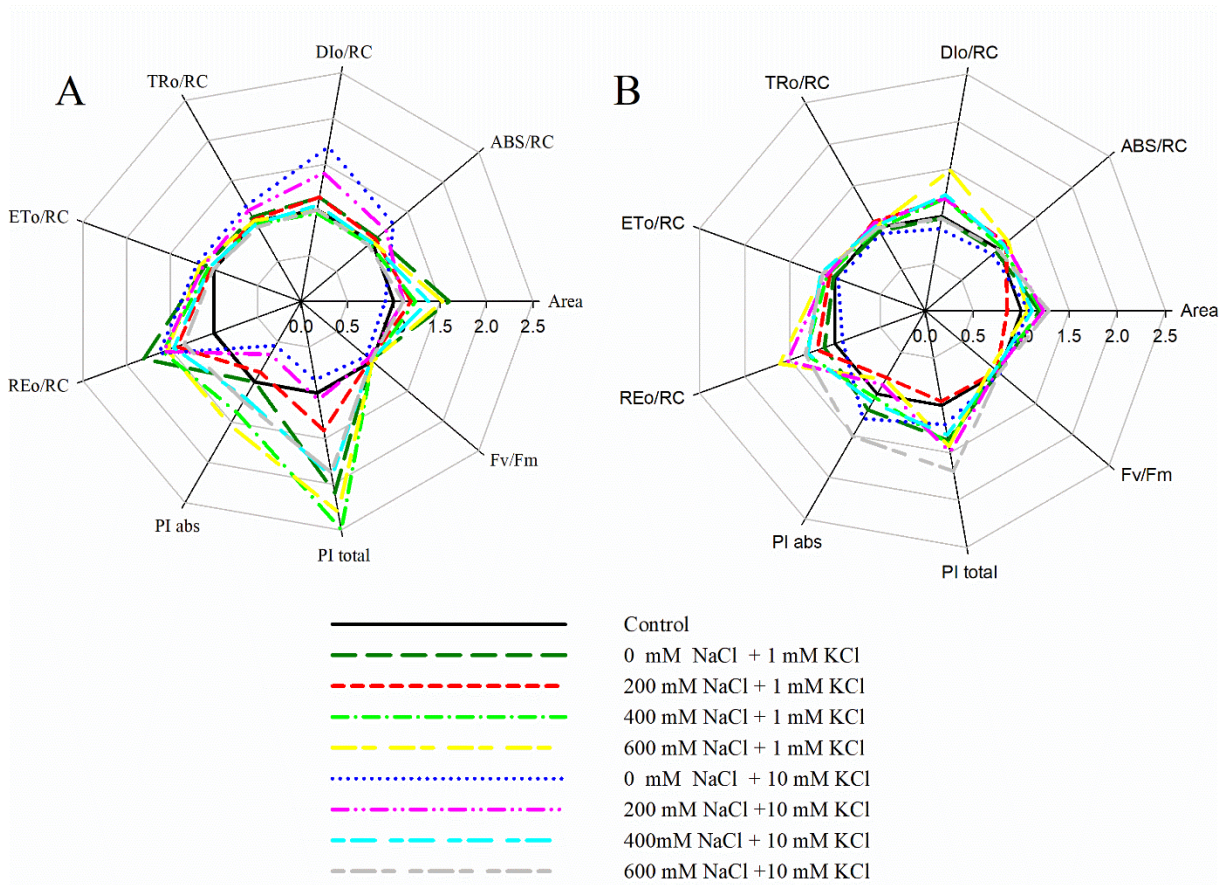 A
DIo/RC
TRo/RC
ABS/RC
ETo/RC
Area
0.0 0.5 1.0 1.5 2.0 2.5
REo/RC
Fv/Fm
PI abs
PI total
B
DIo/RC
TRo/RC
ABS/RC
ETo/RC
Area
0.0 0.5 1.0 1.5 2.0 2.5
REo/RC
Fv/Fm
PI abs
PI total
Control
0 mM NaCl + 1 mM KCl
200 mM NaCl + 1 mM KCl
400 mM NaCl + 1 mM KCl
600 mM NaCl + 1 mM KCl
0 mM NaCl + 10 mM KCl
200 mM NaCl +10 mM KCl
400mM NaCl + 10 mM KCl
600 mM NaCl +10 mM KCl